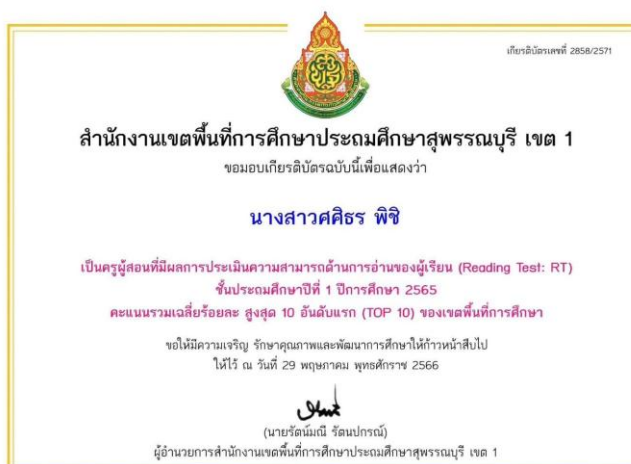 เกียรติบัตรเลขที่ 2858/2571
สำนักงานเขตพื้นที่การศึกษาประถมศึกษาสุพรรณบุรี เขต 1
ขอมอบเกียรติบัตรฉบับนี้เพื่อแสดงว่า
นางสาวศศิธร พิชิ
เป็นครูผู้สอนที่มีผลการประเมินความสามารถด้านการอ่านของผู้เรียน (Reading Test: RT)
ชั้นประถมศึกษาปีที่ 1 ปีการศึกษา 2565
คะแนนรวมเฉลี่ยร้อยละ สูงสุด 10 อันดับแรก (TOP 10) ของเขตพื้นที่การศึกษา
ขอให้มีความเจริญ รักษาคุณภาพและพัฒนาการศึกษาให้ก้าวหน้าสืบไป
ให้ไว้ ณ วันที่ 29 พฤษภาคม พุทธศักราช 2566
(นายรัตน์มณี รัตนปกรณ์)
ผู้อำนวยการสำนักงานเขตพื้นที่การศึกษาประถมศึกษาสุพรรณบุรี เขต 1